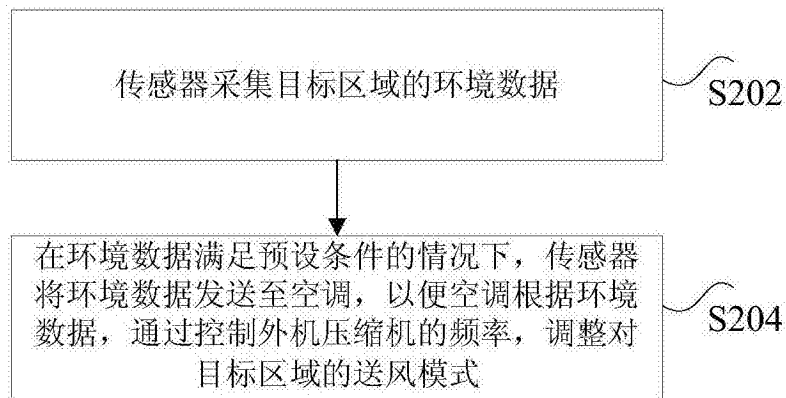 传感器采集目标区域的环境数据
S202
在环境数据满足预设条件的情况下，传感器
将环境数据发送至空调，以便空调根据环境
数据，通过控制外机压缩机的频率，调整对
目标区域的送风模式
S204